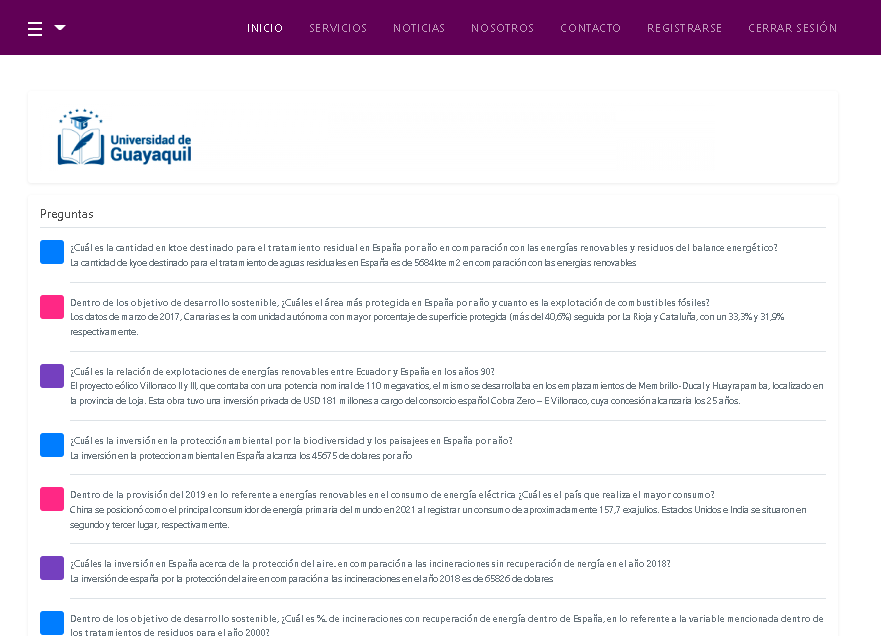 INICIO SERVICIOS NOTICIAS NOSOTROS CONTACTO REGISTRARSE CERRAR SESIÓN
Universidad de
Guayaquil
Preguntas
¿Cuál es la cantidad en ktoe destinado para el tratamiento residual en España por año en comparación con las energías renovables y residuos del balance energético?
La cantidad de kyoe destinado para el tratamiento de aguas residuales en España es de 5684kte m2 en comparación con las energias renovables
Dentro de los objetivo de desarrollo sostenible, ¿Cuáles el área más protegida en España por año y cuanto es la explotación de combustibles fósiles?
Los datos de marzo de 2017, Canarias es la comunidad autónoma con mayor porcentaje de superficie protegida (más del 40,6%) seguida por La Rioja y Cataluña, con un 33,3% y 31,9%
respectivamente.
¿Cuál es la relación de explotaciones de energías renovables entre Ecuador y España en los años 90?
El proyecto eólico Villonaco II y III, que contaba con una potencia nominal de 110 megavatios, el mismo se desarrollaba en los emplazamientos de Membrillo-Ducal y Huayrapamba, localizado en
la provincia de Loja. Esta obra tuvo una inversión privada de USD 181 millones a cargo del consorcio español Cobra Zero – E Villonaco, cuya concesión alcanzaría los 25 años.
¿Cuál es la inversión en la protección ambiental por la biodiversidad y los paisajees en España por año?
La inversión en la proteccion ambiental en España alcanza los 45675 de dolares por año
Dentro de la provisión del 2019 en lo referente a energías renovables en el consumo de energía eléctrica ¿Cuál es el país que realiza el mayor consumo?
China se posicionó como el principal consumidor de energía primaria del mundo en 2021 al registrar un consumo de aproximadamente 157,7 exajulios. Estados Unidos e India se situaron en
segundo y tercer lugar, respectivamente.
¿Cuáles la inversión en España acerca de la protección del aire. en comparación a las incineraciones sin recuperación de nergía en el año 2018?
La inversión de españa por la protección del aire en comparación a las incineraciones en el año 2018 es de 65826 de dolares
Dentro de los objetivo de desarrollo sostenible, ¿Cuál es %. de incineraciones con recuperación de energía dentro de España, en lo referente a la variable mencionada dentro de
los tratamientos de residuos para el año 2000?